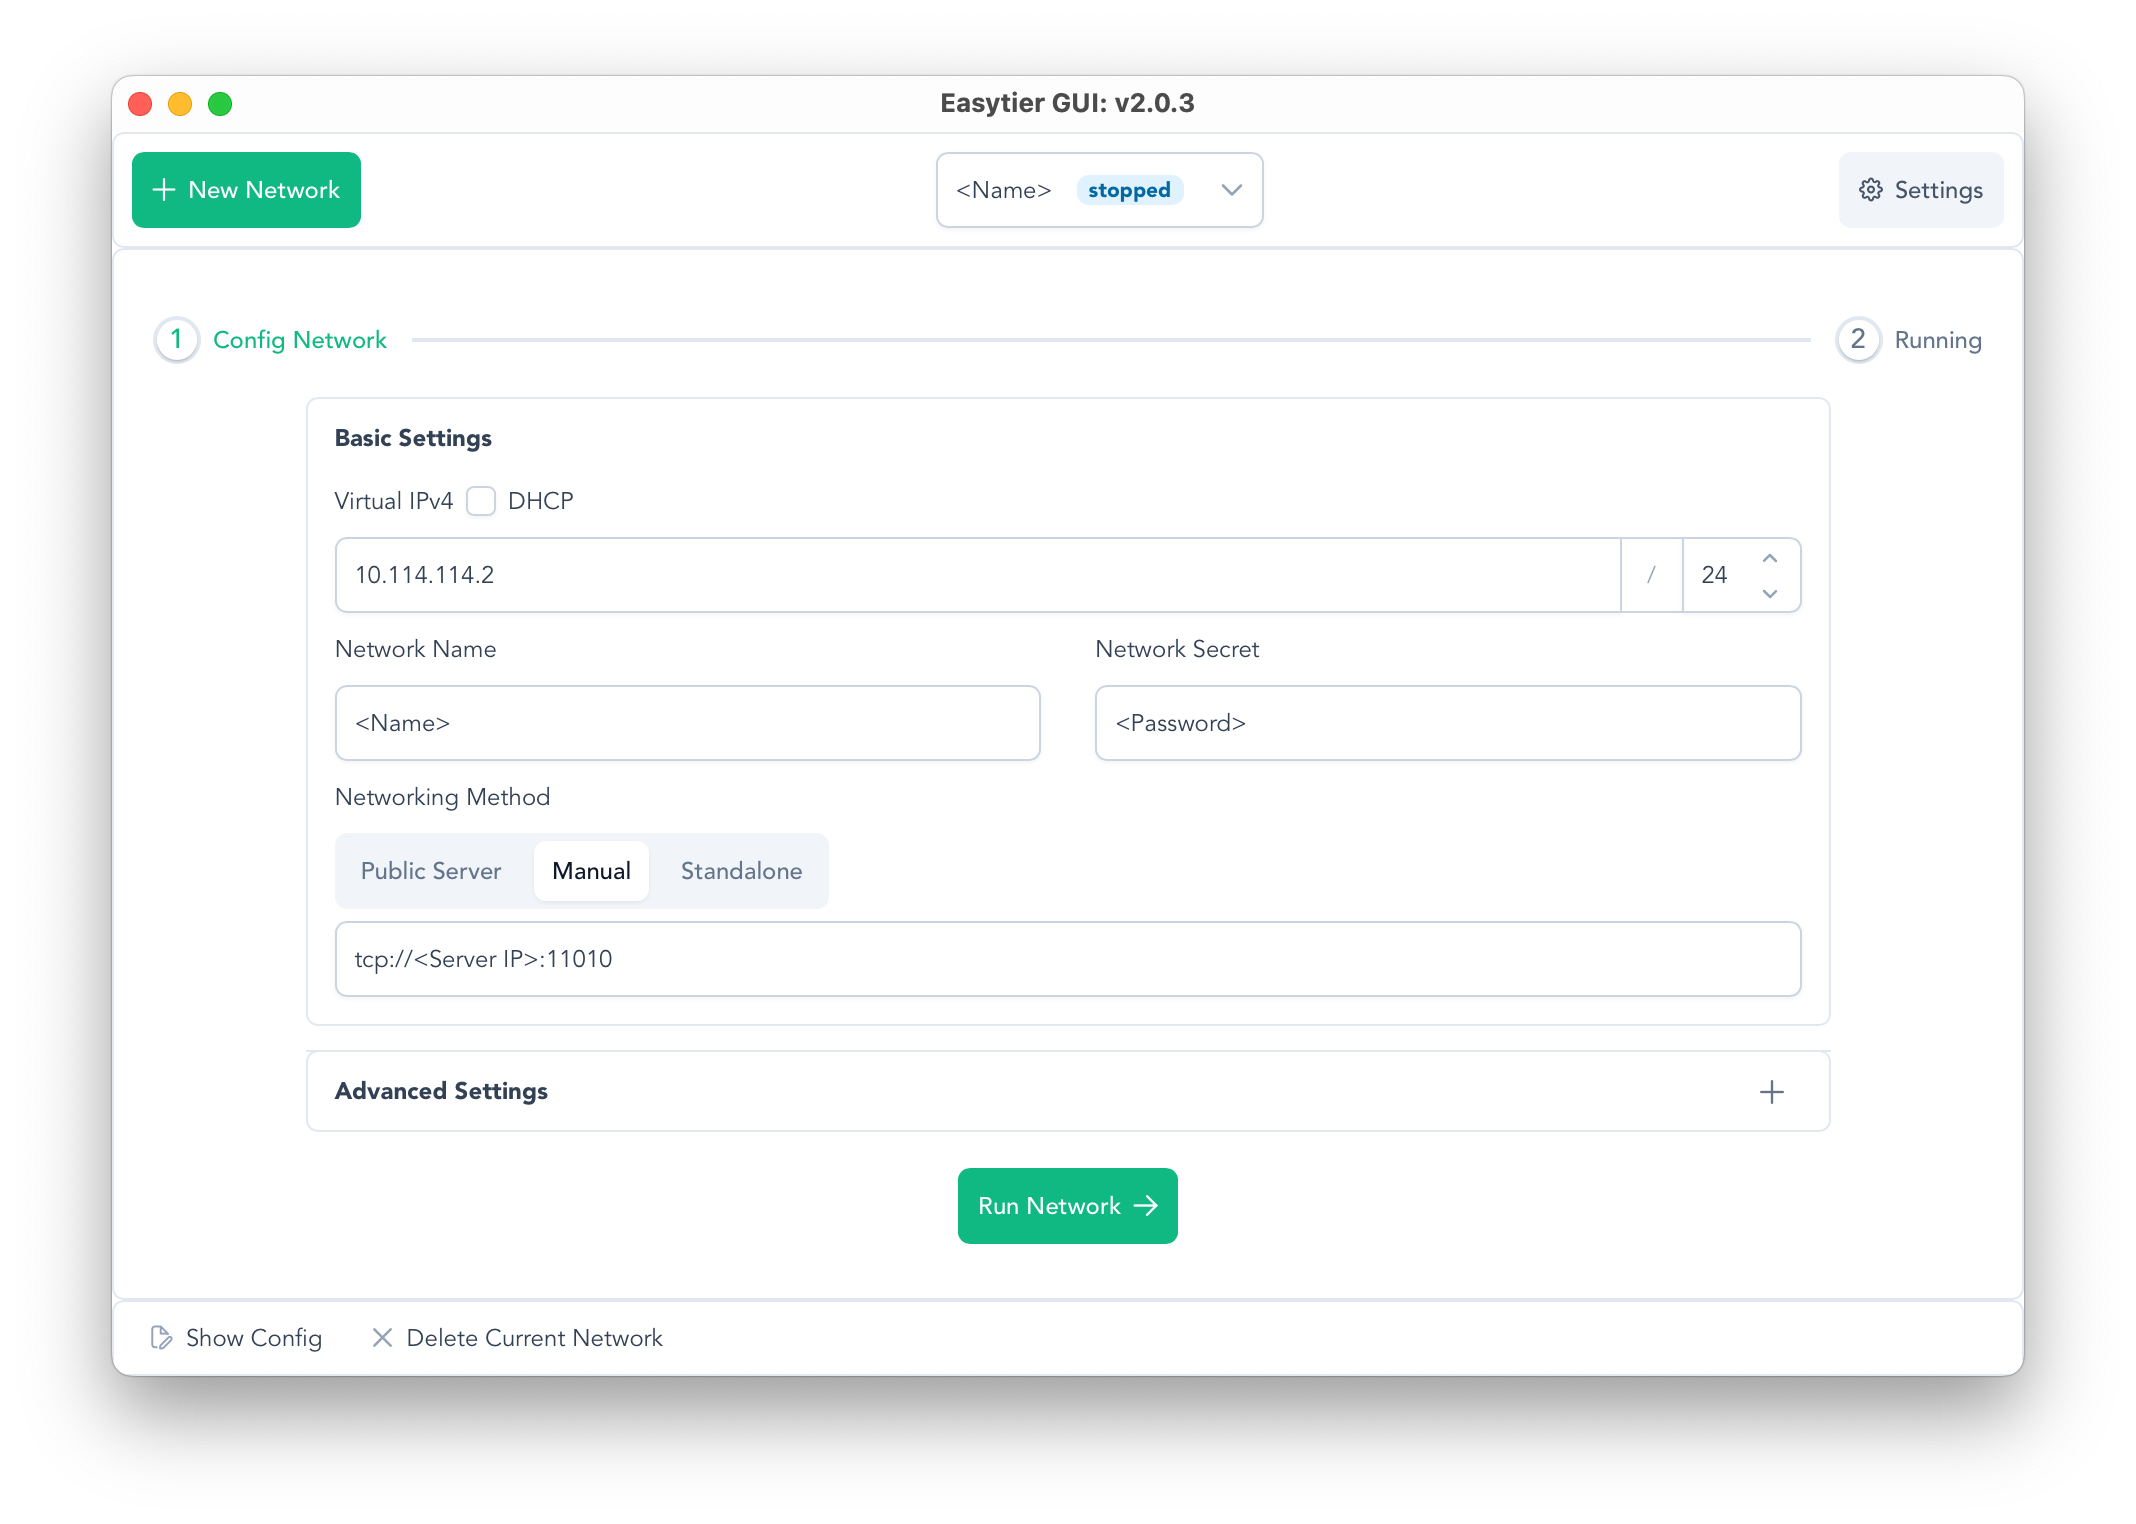 Easytier GUI: v2.0.3
New Network
<Name> stopped
Settings
1 Config Network
2 Running
Basic Settings
Virtual IPv4 DHCP
10.114.114.2 / 24
Network Name
Network Secret
<Name>
<Password>
Networking Method
Public Server Manual Standalone
tcp://<Server IP>:11010
Advanced Settings
Run Network
Show Config
Delete Current Network